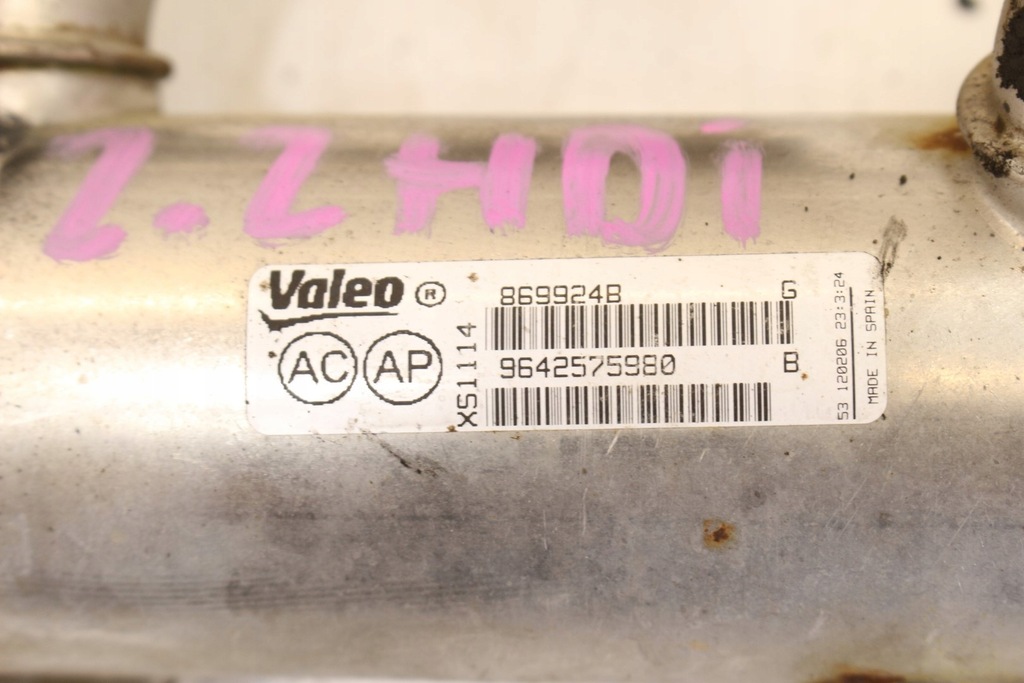 2.2HDi
Valeo ®
869924B G
AC AP
XS1114
9642575980 B
53 120206 23:3:24
MADE IN SPAIN